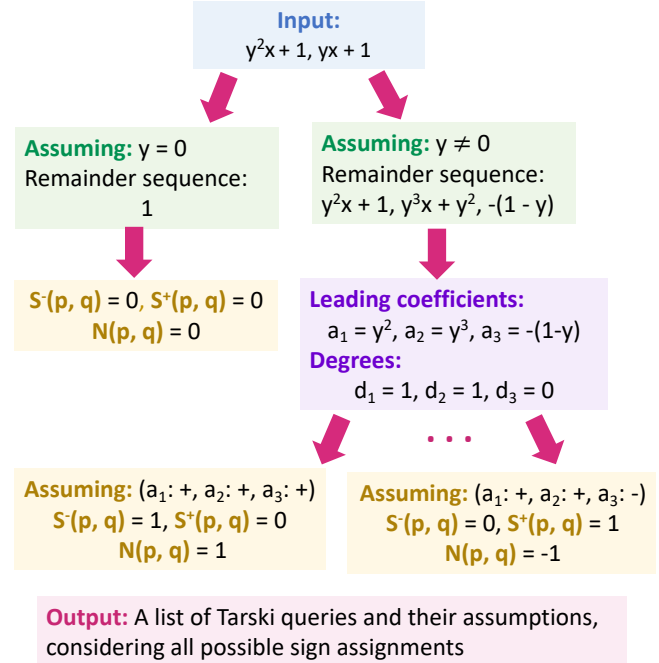 Input:
y²x + 1, yx + 1
Assuming: y = 0
Remainder sequence:
1
Assuming: y ≠ 0
Remainder sequence:
y²x + 1, y³x + y², -(1 - y)
S⁻(p, q) = 0, S⁺(p, q) = 0
N(p, q) = 0
Leading coefficients:
a₁ = y², a₂ = y³, a₃ = -(1-y)
Degrees:
d₁ = 1, d₂ = 1, d₃ = 0
. . .
Assuming: (a₁: +, a₂: +, a₃: +)
S⁻(p, q) = 1, S⁺(p, q) = 0
N(p, q) = 1
Assuming: (a₁: +, a₂: +, a₃: -)
S⁻(p, q) = 0, S⁺(p, q) = 1
N(p, q) = -1
Output: A list of Tarski queries and their assumptions,
considering all possible sign assignments